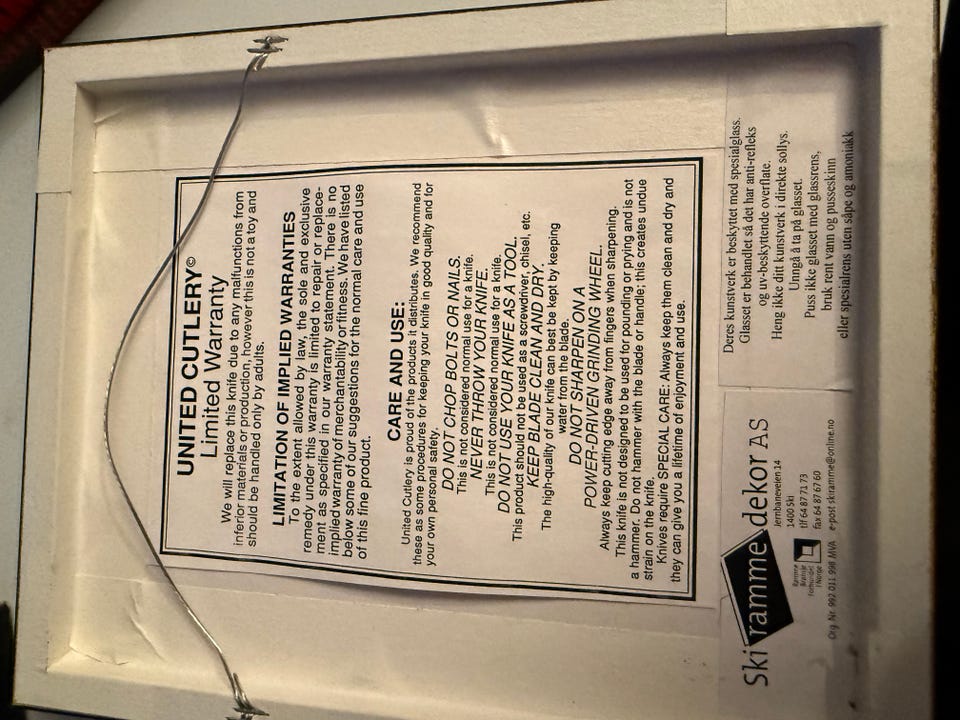 UNITED CUTLERY©
Limited Warranty
We will replace this knife due to any malfunctions from
inferior materials or production, however this is not a toy and
should be handled only by adults.
LIMITATION OF IMPLIED WARRANTIES
To the extent allowed by law, the sole and exclusive
remedy under this warranty is limited to repair or replace-
ment as specified in our warranty statement. There is no
implied warranty of merchantability or fitness. We have listed
below some of our suggestions for the normal care and use
of this fine product.
CARE AND USE:
United Cutlery is proud of the products it distributes. We recommend
these as some procedures for keeping your knife in good quality and for
your own personal safety.
DO NOT CHOP BOLTS OR NAILS.
This is not considered normal use for a knife.
NEVER THROW YOUR KNIFE.
This is not considered normal use for a knife.
DO NOT USE YOUR KNIFE AS A TOOL.
This product should not be used as a screwdriver, chisel, etc.
KEEP BLADE CLEAN AND DRY.
The high-quality of our knife can best be kept by keeping
water from the blade.
DO NOT SHARPEN ON A
POWER-DRIVEN GRINDING WHEEL.
Always keep cutting edge away from fingers when sharpening.
This knife is not designed to be used for pounding or prying and is not
a hammer. Do not hammer with the blade or handle; this creates undue
strain on the knife.
Knives require SPECIAL CARE: Always keep them clean and dry and
they can give you a lifetime of enjoyment and use.
Ski rammedekor AS
Jernbaneveien 14
1400 Ski
Ramme
Bransje
Forbundet
i Norge
tlf 64 87 71 73
fax 64 87 67 60
Org. Nr. 992 011 998 MVA e-post skiramme@online.no
Deres kunstverk er beskyttet med spesialglass.
Glasset er behandlet så det har anti-refleks
og uv-beskyttende overflate.
Heng ikke ditt kunstverk i direkte sollys.
Unngå å ta på glasset.
Puss ikke glasset med glassrens,
bruk rent vann og pusseskinn
eller spesialrens uten såpe og amoniakk